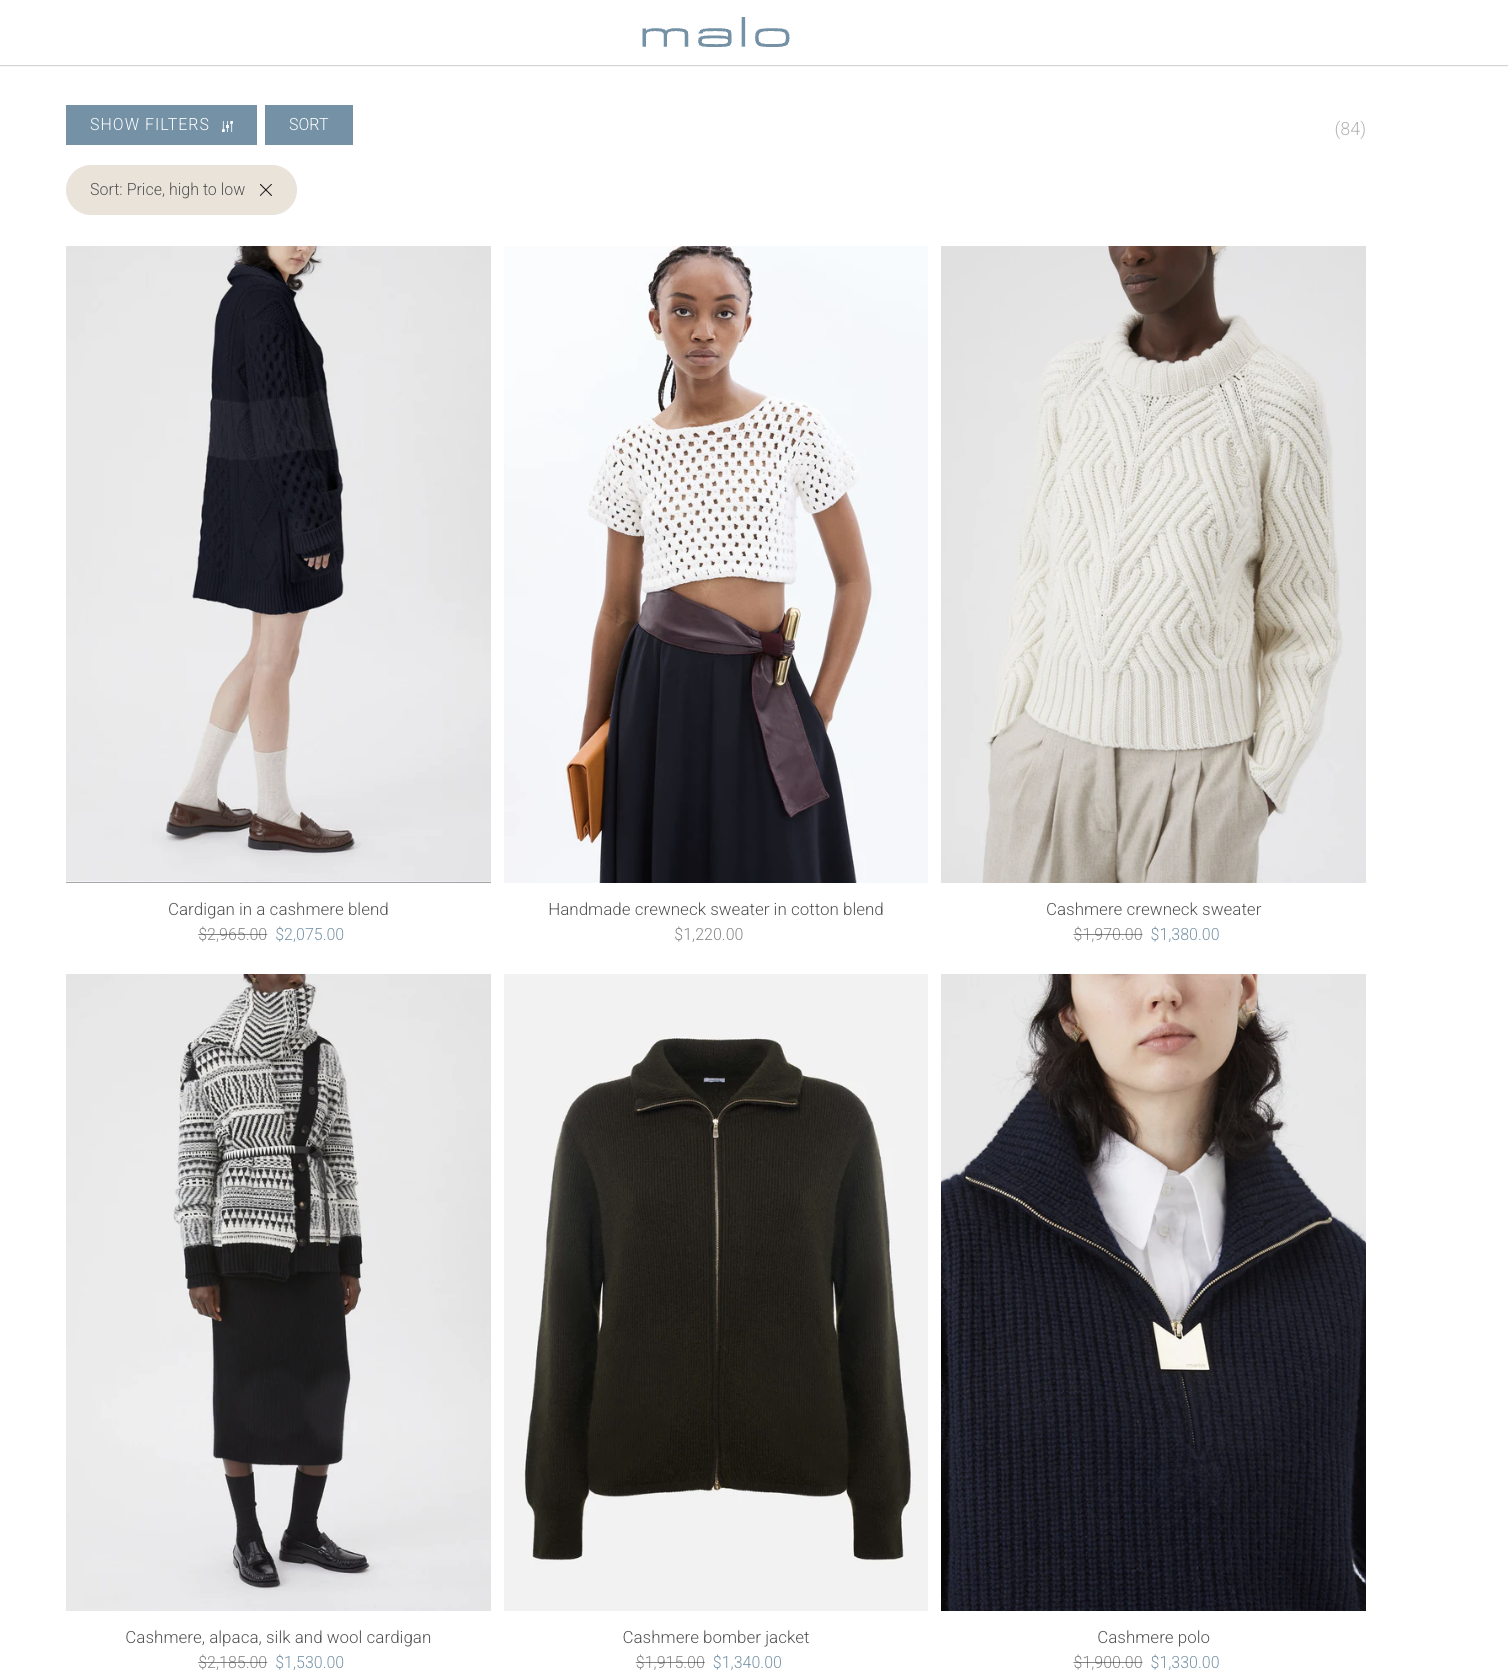 malo
SHOW FILTERS
SORT
(84)
Sort: Price, high to low
Cardigan in a cashmere blend
$2,965.00 $2,075.00
Handmade crewneck sweater in cotton blend
$1,220.00
Cashmere crewneck sweater
$1,970.00 $1,380.00
Cashmere, alpaca, silk and wool cardigan
$2,185.00 $1,530.00
Cashmere bomber jacket
$1,915.00 $1,340.00
Cashmere polo
$1,900.00 $1,330.00